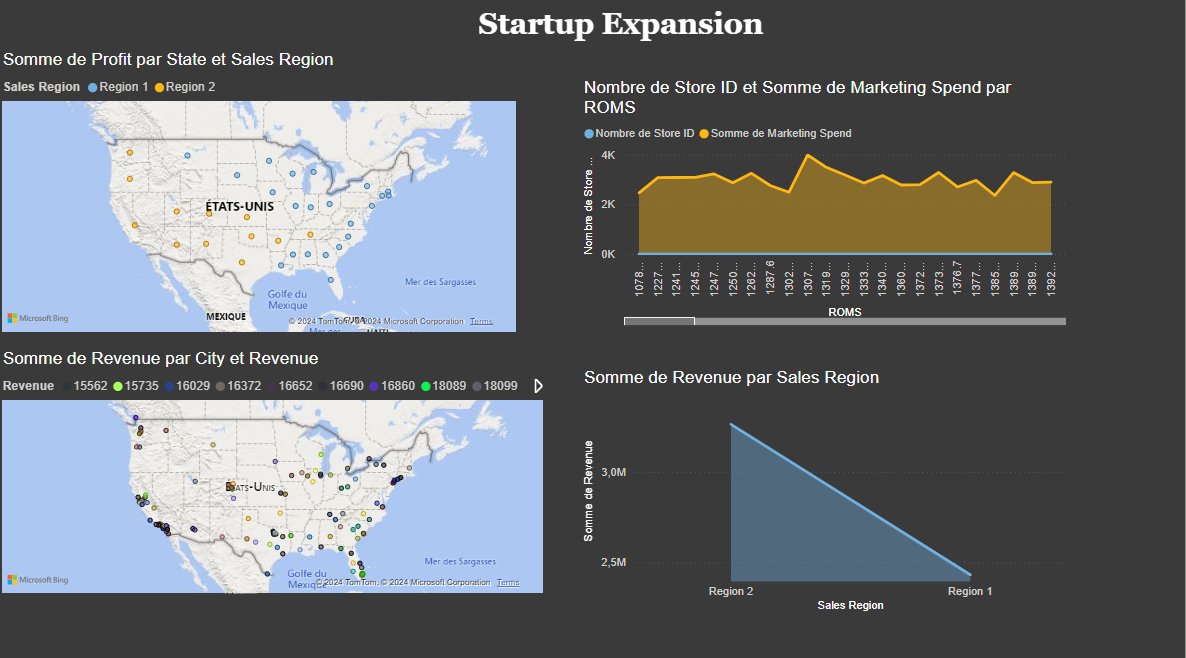 Startup Expansion
Somme de Profit par State et Sales Region
Sales Region Region 1 Region 2
ÉTATS-UNIS
Mer des Sargasses
Golfe du
Mexique
MEXIQUE
CUBA
Microsoft Bing
© 2024 TomTom, © 2024 Microsoft Corporation Terms
Nombre de Store ID et Somme de Marketing Spend par
ROMS
Nombre de Store ID Somme de Marketing Spend
Nombre de Store ...
4K
2K
0K
1078...
1227...
1241...
1245...
1247...
1250...
1262...
1287.6
1302...
1319...
1329...
1333...
1340...
1360...
1372...
1373...
1376.7
1377...
1385...
1389...
1389...
1392...
ROMS
Somme de Revenue par City et Revenue
Revenue 15562 15735 16029 16372 16652 16690 16860 18089 18099
Mer des Sargasses
Golfe du
Mexique
Microsoft Bing
© 2024 TomTom, © 2024 Microsoft Corporation Terms
Somme de Revenue par Sales Region
Somme de Revenue
3,0M
2,5M
Region 2 Region 1
Sales Region